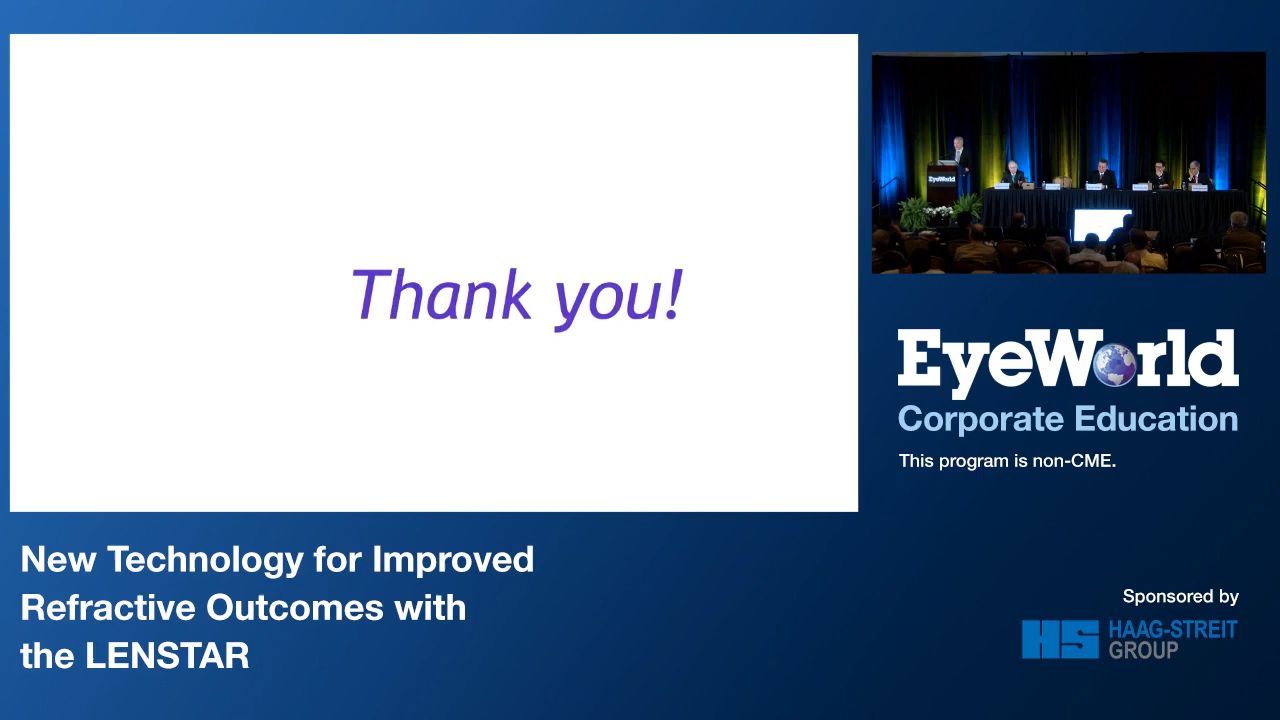 Thank you!
EyeWorld
EyeWorld
Corporate Education
This program is non-CME.
New Technology for Improved
Refractive Outcomes with
the LENSTAR
Sponsored by
HS HAAG-STREIT
GROUP